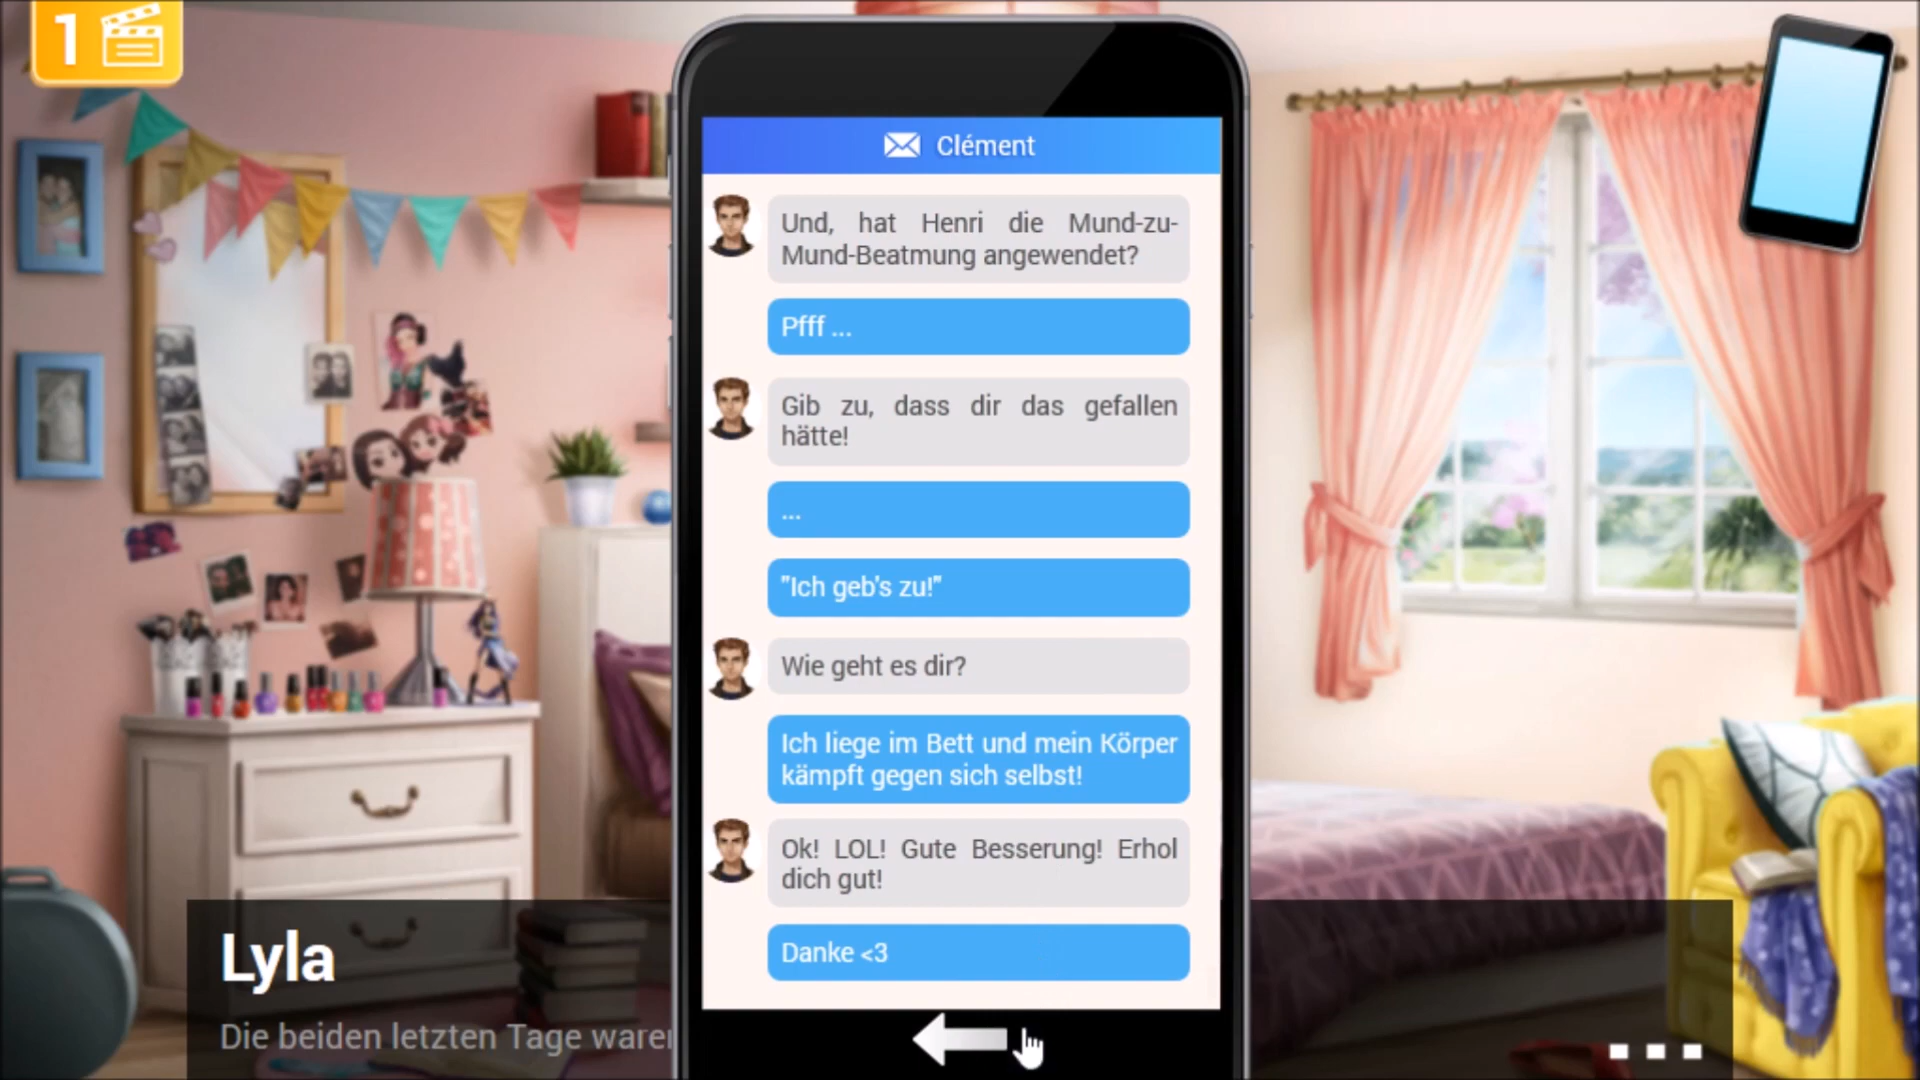 1
Clément
Und, hat Henri die Mund-zu-
Mund-Beatmung angewendet?
Pfff ...
Gib zu, dass dir das gefallen
hätte!
...
"Ich geb's zu!"
Wie geht es dir?
Ich liege im Bett und mein Körper
kämpft gegen sich selbst!
Ok! LOL! Gute Besserung! Erhol
dich gut!
Danke <3
Lyla
Die beiden letzten Tage